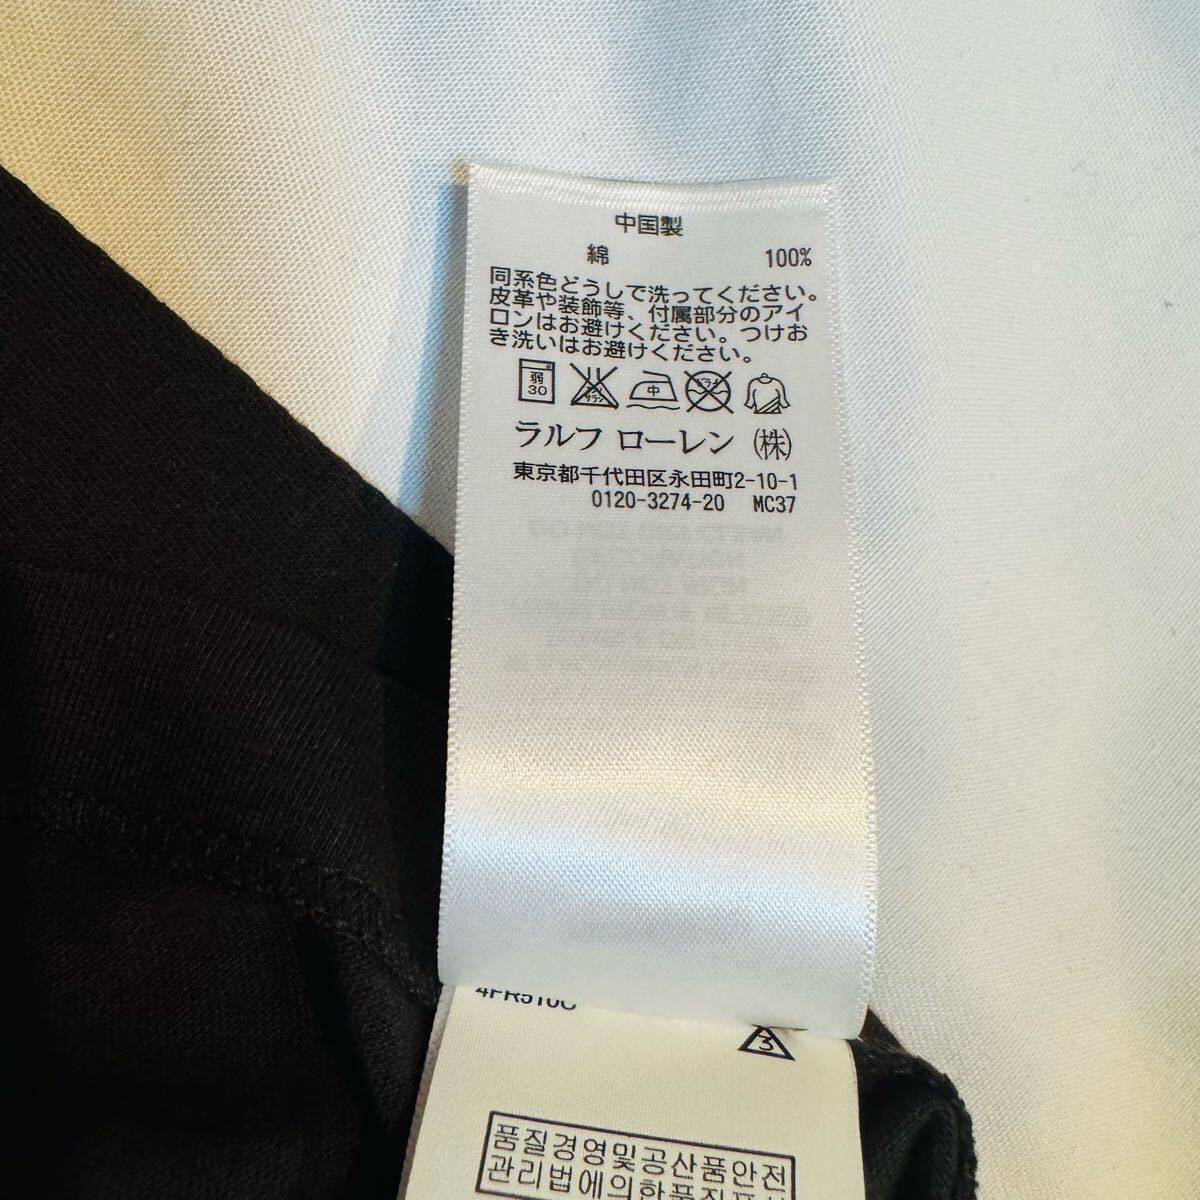 中国製
綿 100%
同系色どうしで洗ってください。
皮革や装飾等、付属部分のアイ
ロンはお避けください。つけお
き洗いはお避けください。
弱
30
中
ラルフ ローレン (株)
東京都千代田区永田町2-10-1
0120-3274-20 MC37
3
품질경영및공산품안전
관리법에의한품질표시